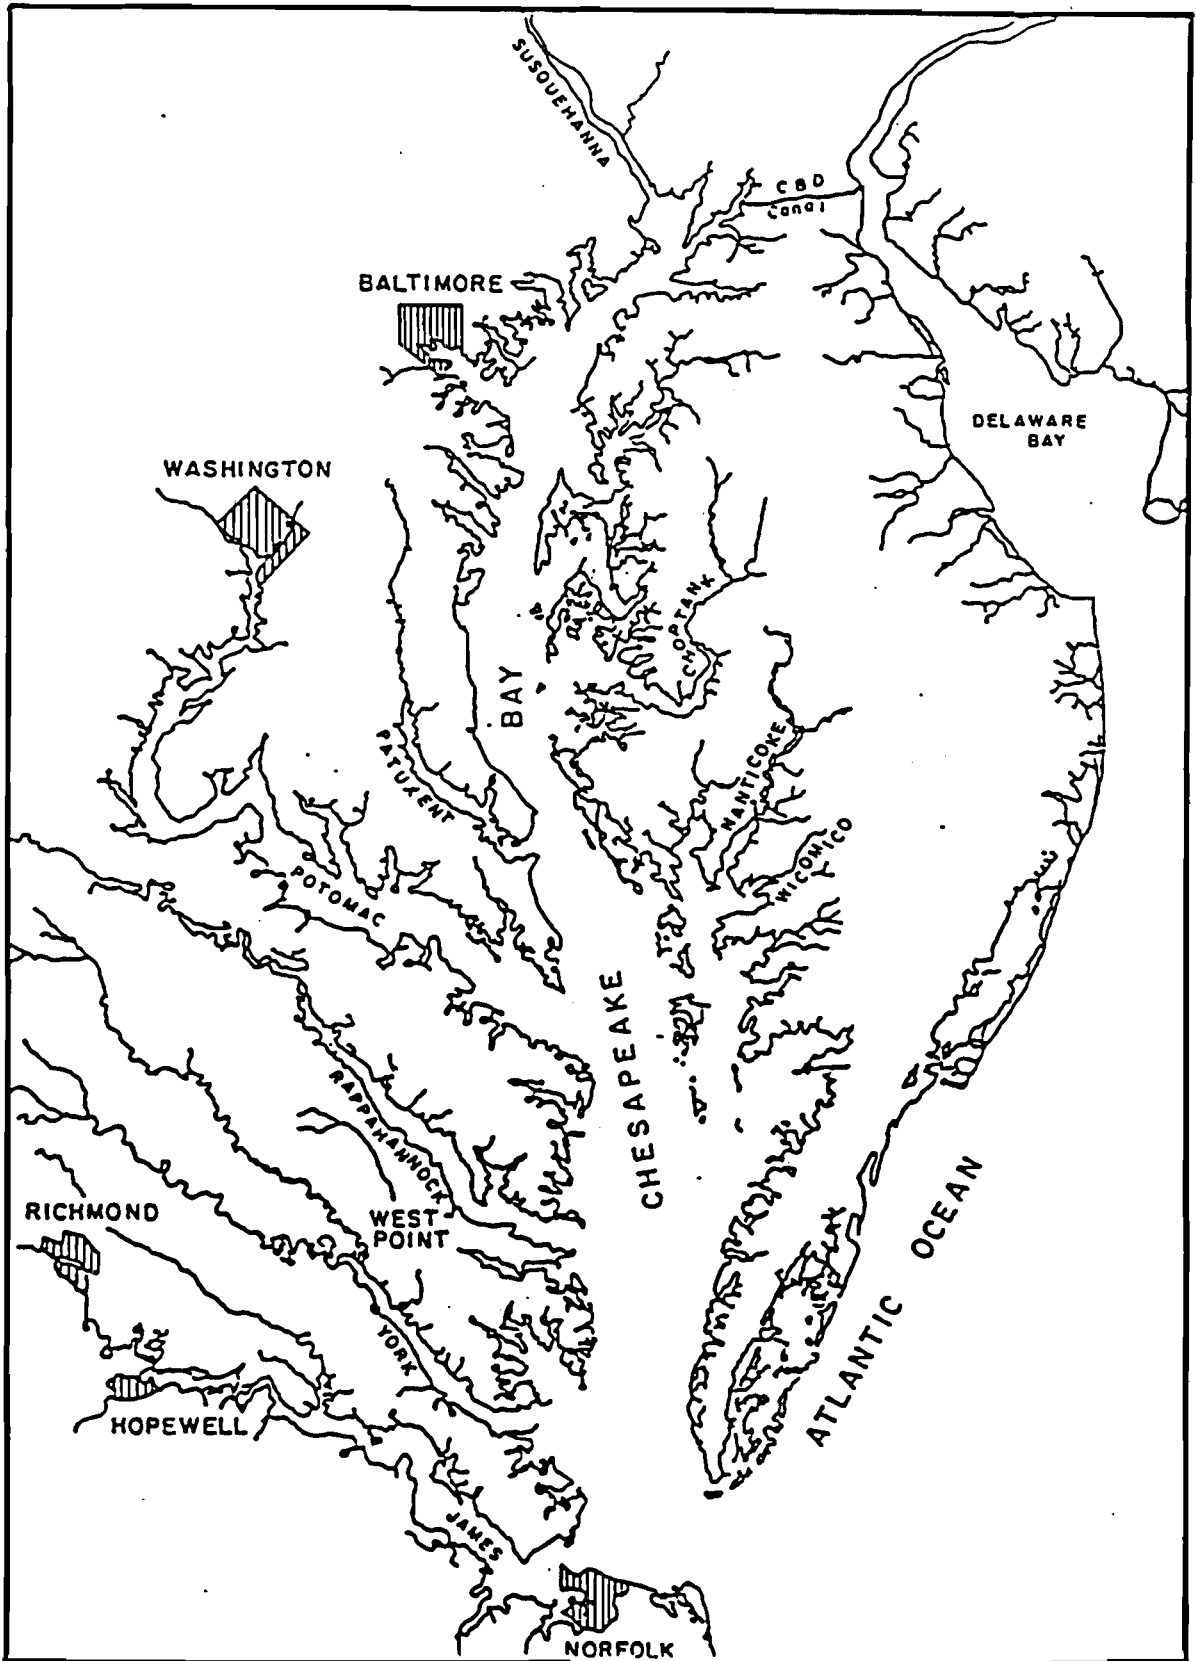 SUSQUEHANNA
C B D
Canal
BALTIMORE
DELAWARE
BAY
WASHINGTON
CHOPTANK
BAY
PATUXENT
NANTICOKE
WICOMICO
POTOMAC
CHESAPEAKE
RAPPAHANNOCK
RICHMOND
WEST
POINT
ATLANTIC OCEAN
YORK
HOPEWELL
JAMES
NORFOLK